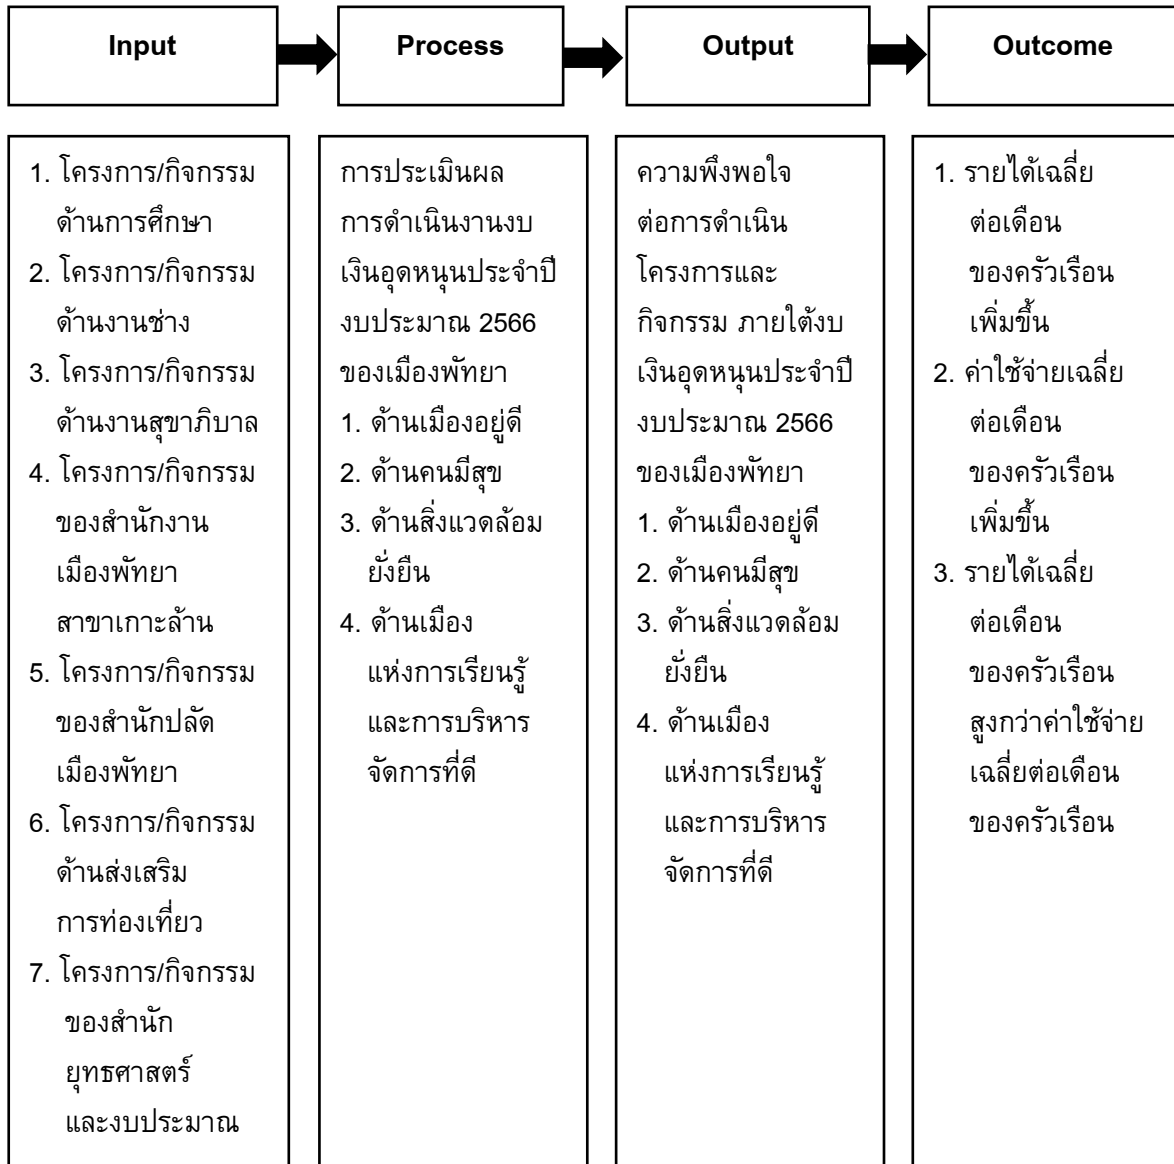 Input
Process
Output
Outcome
1. โครงการ/กิจกรรม
ด้านการศึกษา
2. โครงการ/กิจกรรม
ด้านงานช่าง
3. โครงการ/กิจกรรม
ด้านงานสุขาภิบาล
4. โครงการ/กิจกรรม
ของสำนักงาน
เมืองพัทยา
สาขาเกาะล้าน
5. โครงการ/กิจกรรม
ของสำนักปลัด
เมืองพัทยา
6. โครงการ/กิจกรรม
ด้านส่งเสริม
การท่องเที่ยว
7. โครงการ/กิจกรรม
ของสำนัก
ยุทธศาสตร์
และงบประมาณ
การประเมินผล
การดำเนินงานงบ
เงินอุดหนุนประจำปี
งบประมาณ 2566
ของเมืองพัทยา
1. ด้านเมืองอยู่ดี
2. ด้านคนมีสุข
3. ด้านสิ่งแวดล้อม
ยั่งยืน
4. ด้านเมือง
แห่งการเรียนรู้
และการบริหาร
จัดการที่ดี
ความพึงพอใจ
ต่อการดำเนิน
โครงการและ
กิจกรรม ภายใต้งบ
เงินอุดหนุนประจำปี
งบประมาณ 2566
ของเมืองพัทยา
1. ด้านเมืองอยู่ดี
2. ด้านคนมีสุข
3. ด้านสิ่งแวดล้อม
ยั่งยืน
4. ด้านเมือง
แห่งการเรียนรู้
และการบริหาร
จัดการที่ดี
1. รายได้เฉลี่ย
ต่อเดือน
ของครัวเรือน
เพิ่มขึ้น
2. ค่าใช้จ่ายเฉลี่ย
ต่อเดือน
ของครัวเรือน
เพิ่มขึ้น
3. รายได้เฉลี่ย
ต่อเดือน
ของครัวเรือน
สูงกว่าค่าใช้จ่าย
เฉลี่ยต่อเดือน
ของครัวเรือน